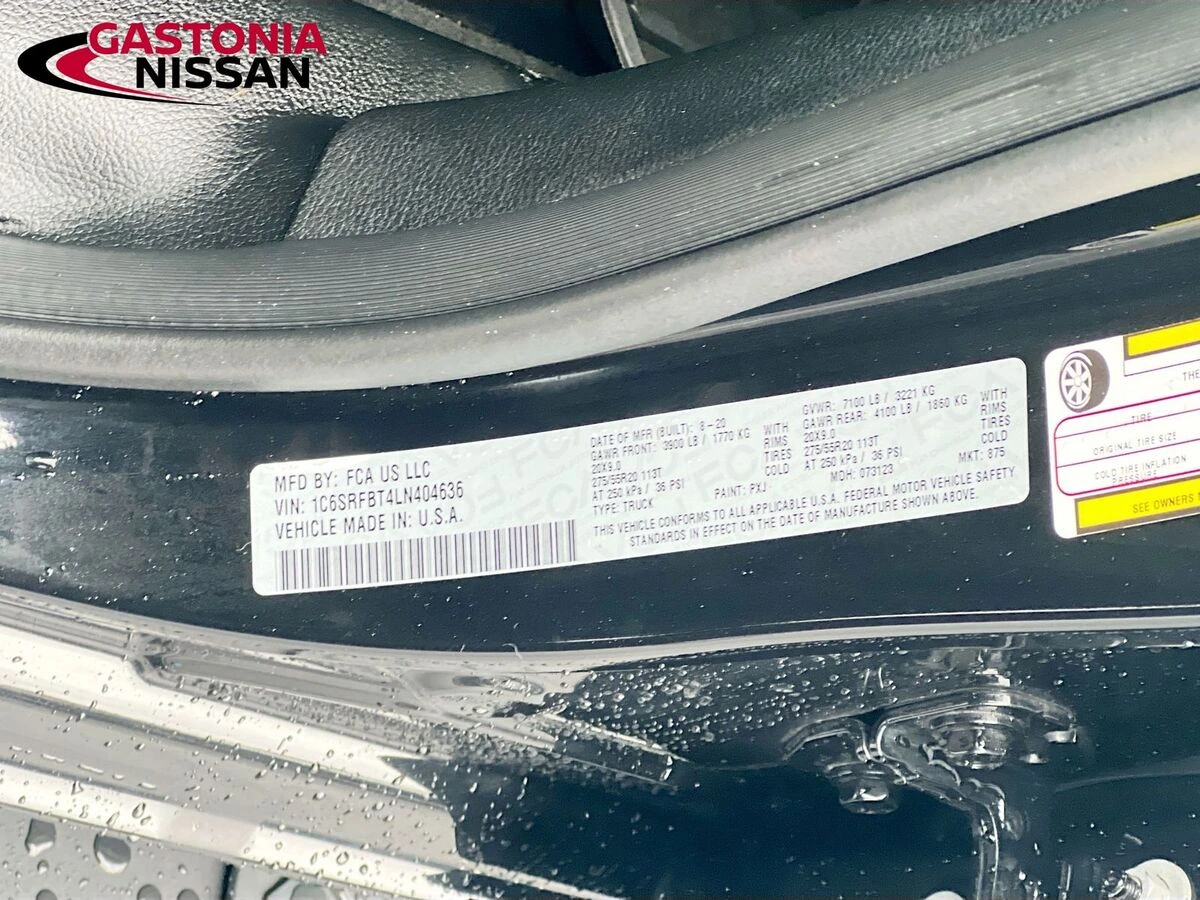 GASTONIA
NISSAN
MFD BY: FCA US LLC
VIN: 1C6SRFBT4LN404636
VEHICLE MADE IN: U.S.A.
DATE OF MFR (BUILT): 8-20
GAWR FRONT: 3900 LB / 1770 KG WITH
20X9.0 RIMS
275/55R20 113T TIRES
AT 250 kPa / 36 PSI COLD
TYPE: TRUCK PAINT: PXJ
GVWR: 7100 LB / 3221 KG
GAWR REAR: 4100 LB / 1860 KG WITH
20X9.0 RIMS
275/55R20 113T TIRES
AT 250 kPa / 36 PSI COLD
MDH: 073123 MKT: 875
THIS VEHICLE CONFORMS TO ALL APPLICABLE U.S.A. FEDERAL MOTOR VEHICLE SAFETY
STANDARDS IN EFFECT ON THE DATE OF MANUFACTURE SHOWN ABOVE.
THE
TIRE
ORIGINAL TIRE SIZE
COLD TIRE INFLATION
PRESSURE
SEE OWNERS